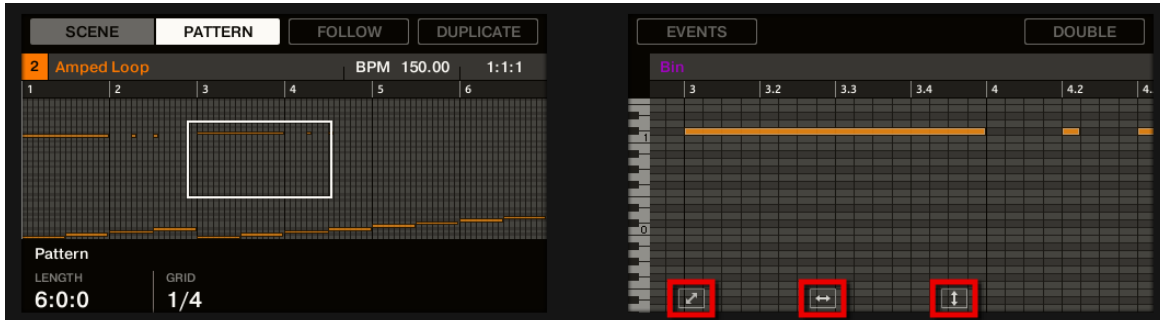 SCENE PATTERN FOLLOW DUPLICATE
2 Amped Loop BPM 150.00 1:1:1
1 2 3 4 5 6
Pattern
LENGTH GRID
6:0:0 1/4
EVENTS DOUBLE
Bin
3 3.2 3.3 3.4 4 4.2 4.
1
0